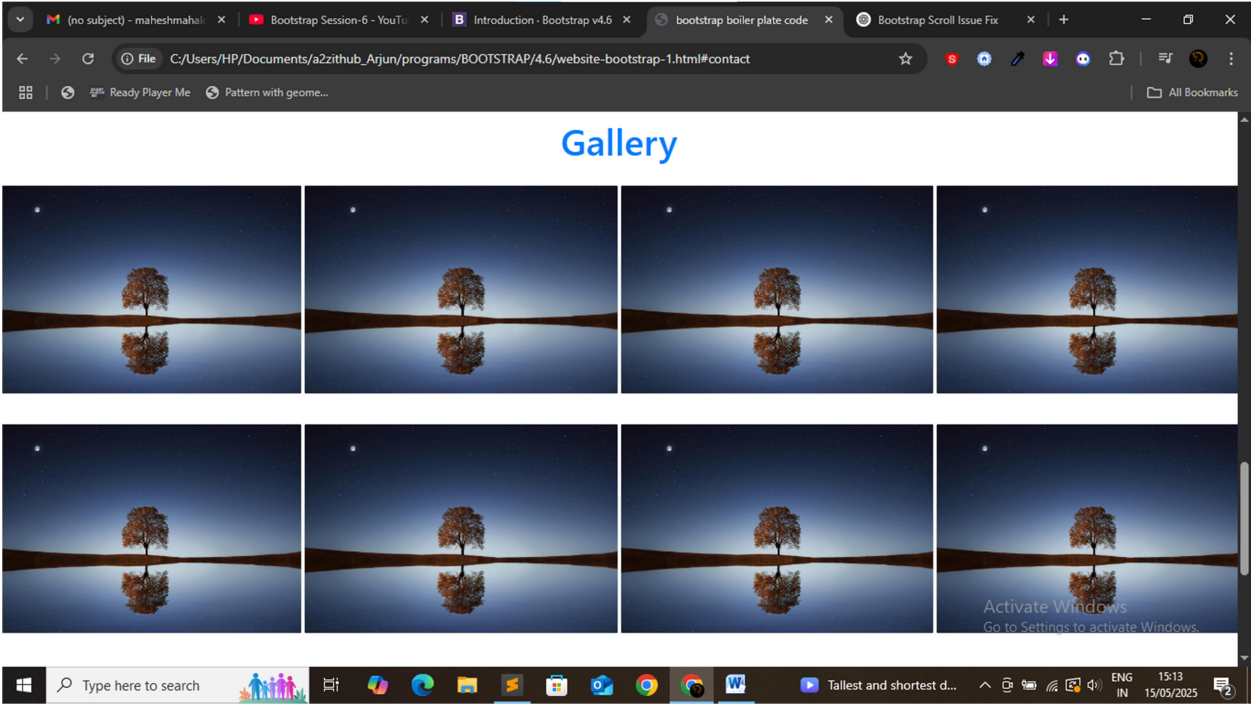 (no subject) - maheshmahal
Bootstrap Session-6 - YouTu
B Introduction · Bootstrap v4.6
bootstrap boiler plate code
Bootstrap Scroll Issue Fix
File C:/Users/HP/Documents/a2zithub_Arjun/programs/BOOTSTRAP/4.6/website-bootstrap-1.html#contact
S
Ready Player Me
Pattern with geome...
All Bookmarks
Gallery
Activate Windows
Go to Settings to activate Windows.
Type here to search
Tallest and shortest d...
ENG
IN
15:13
15/05/2025
2